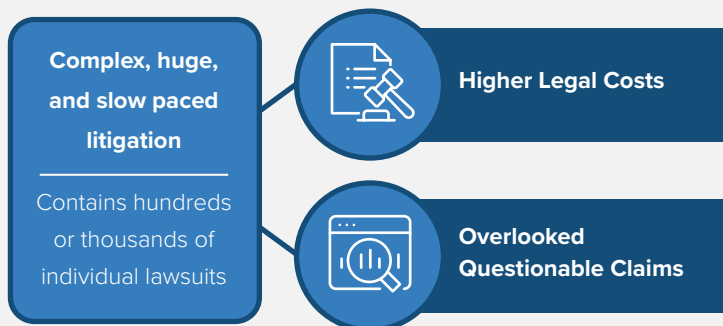 Complex, huge,
and slow paced
litigation
Contains hundreds
or thousands of
individual lawsuits
Higher Legal Costs
Overlooked
Questionable Claims